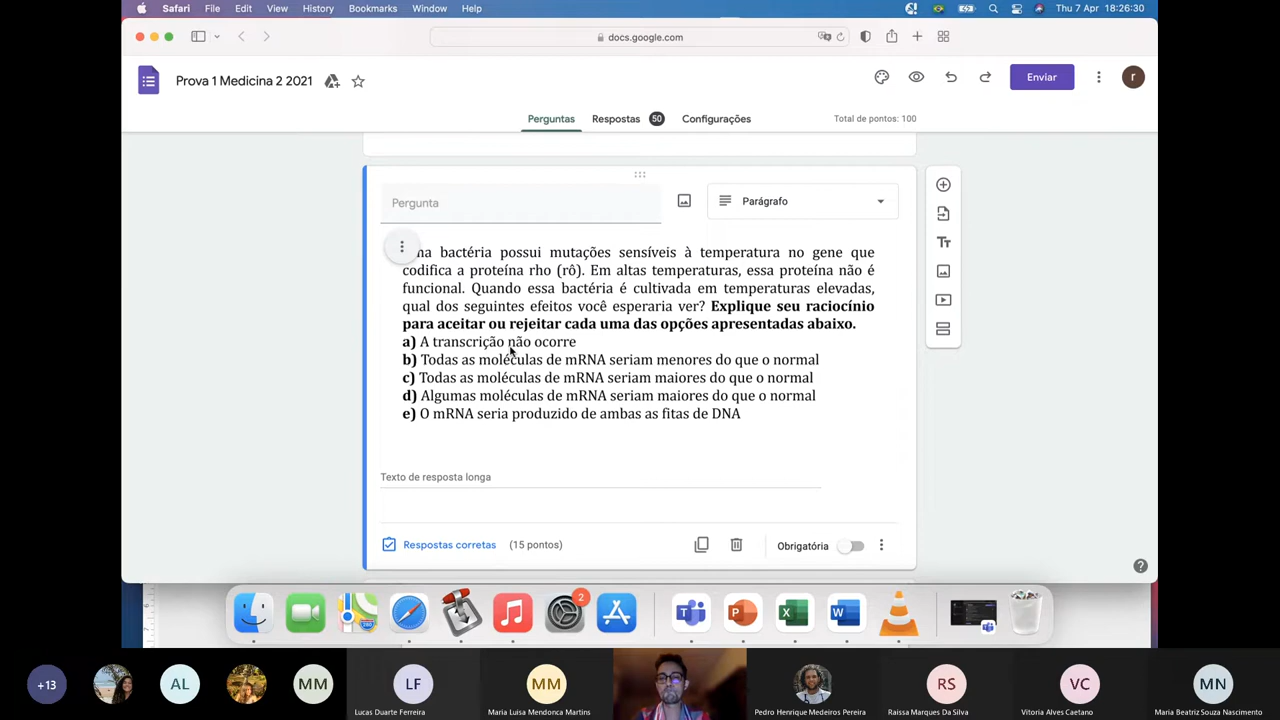 Safari File Edit View History Bookmarks Window Help Thu 7 Apr 18:26:30
docs.google.com
Prova 1 Medicina 2 2021
Enviar
r
Perguntas Respostas 50 Configurações Total de pontos: 100
Pergunta
Parágrafo
Tт
ma bactéria possui mutações sensíveis à temperatura no gene que
codifica a proteína rho (rô). Em altas temperaturas, essa proteína não é
funcional. Quando essa bactéria é cultivada em temperaturas elevadas,
qual dos seguintes efeitos você esperaria ver? Explique seu raciocínio
para aceitar ou rejeitar cada uma das opções apresentadas abaixo.
a) A transcrição não ocorre
b) Todas as moléculas de mRNA seriam menores do que o normal
c) Todas as moléculas de mRNA seriam maiores do que o normal
d) Algumas moléculas de mRNA seriam maiores do que o normal
e) O mRNA seria produzido de ambas as fitas de DNA
Texto de resposta longa
Respostas corretas (15 pontos)
Obrigatória
?
2
280
T P X W
+13
AL
MM
LF
MM
RS
VC
MN
Lucas Duarte Ferreira
Maria Luisa Mendonca Martins
Pedro Henrique Medeiros Pereira
Raissa Marques Da Silva
Vitoria Alves Caetano
Maria Beatriz Souza Nascimento